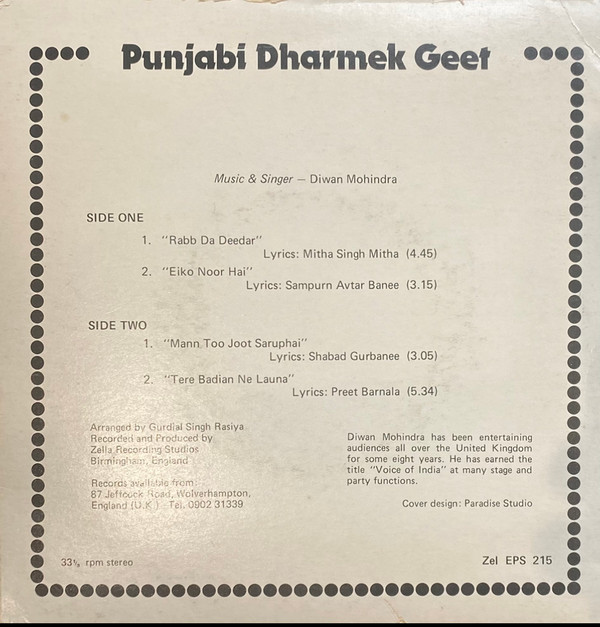 Punjabi Dharmek Geet
Music & Singer – Diwan Mohindra
SIDE ONE
1. "Rabb Da Deedar"
Lyrics: Mitha Singh Mitha (4.45)
2. "Eiko Noor Hai"
Lyrics: Sampurn Avtar Banee (3.15)
SIDE TWO
1. "Mann Too Joot Saruphai"
Lyrics: Shabad Gurbanee (3.05)
2. "Tere Badian Ne Launa"
Lyrics: Preet Barnala (5.34)
Arranged by Gurdial Singh Rasiya
Recorded and Produced by
Zella Recording Studios
Birmingham, England
Records available from:
87 Jeffcock Road, Wolverhampton,
England (U.K.) Tel. 0902 31339
Diwan Mohindra has been entertaining
audiences all over the United Kingdom
for some eight years. He has earned the
title "Voice of India" at many stage and
party functions.
Cover design: Paradise Studio
33⅓ rpm stereo
Zel EPS 215